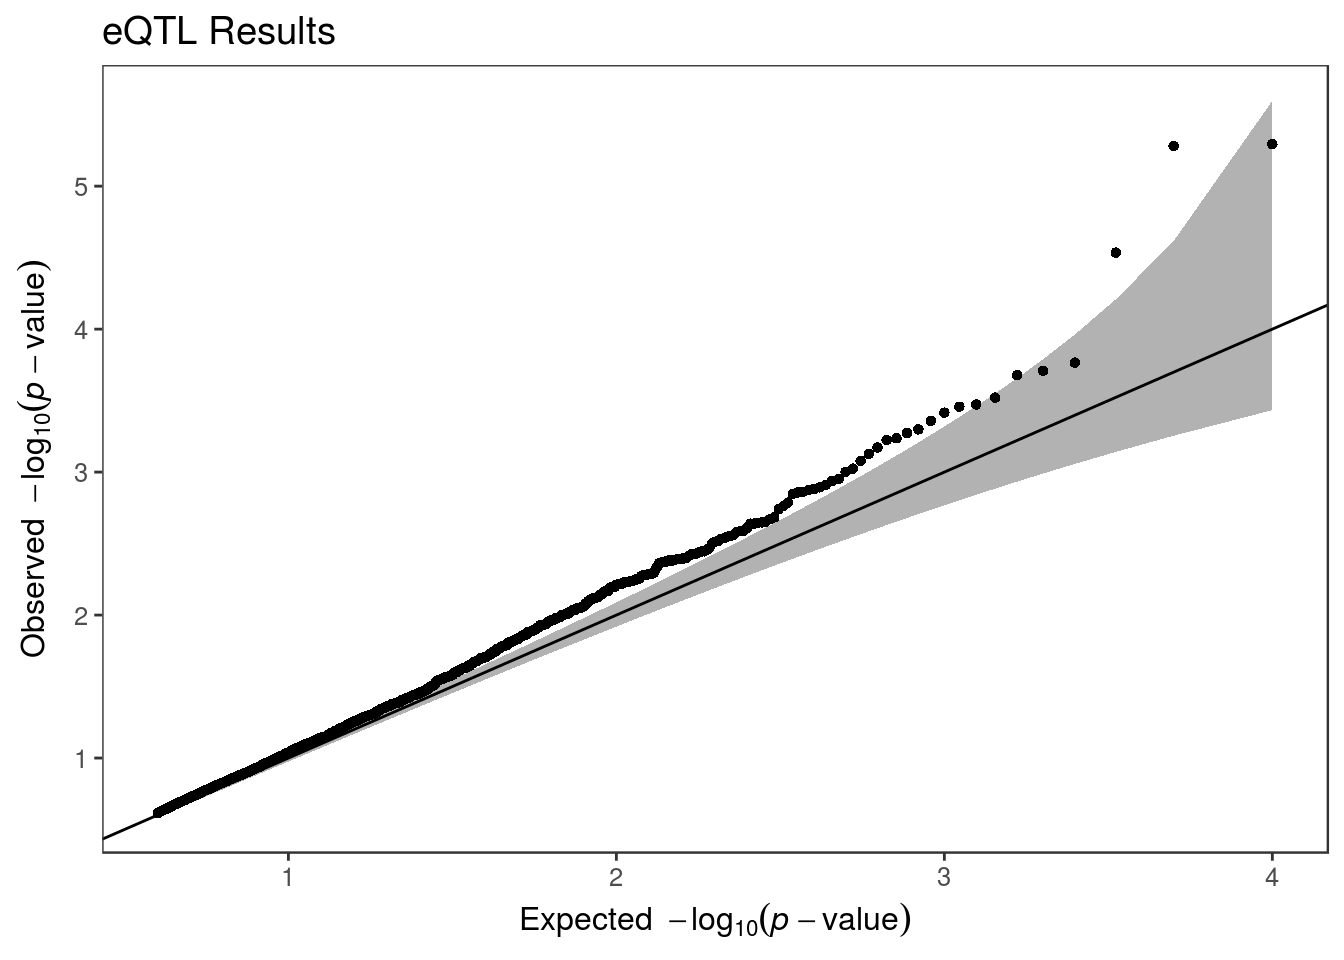 eQTL Results
Observed −log₁₀(p − value)
5
4
3
2
1
1 2 3 4
Expected −log₁₀(p − value)